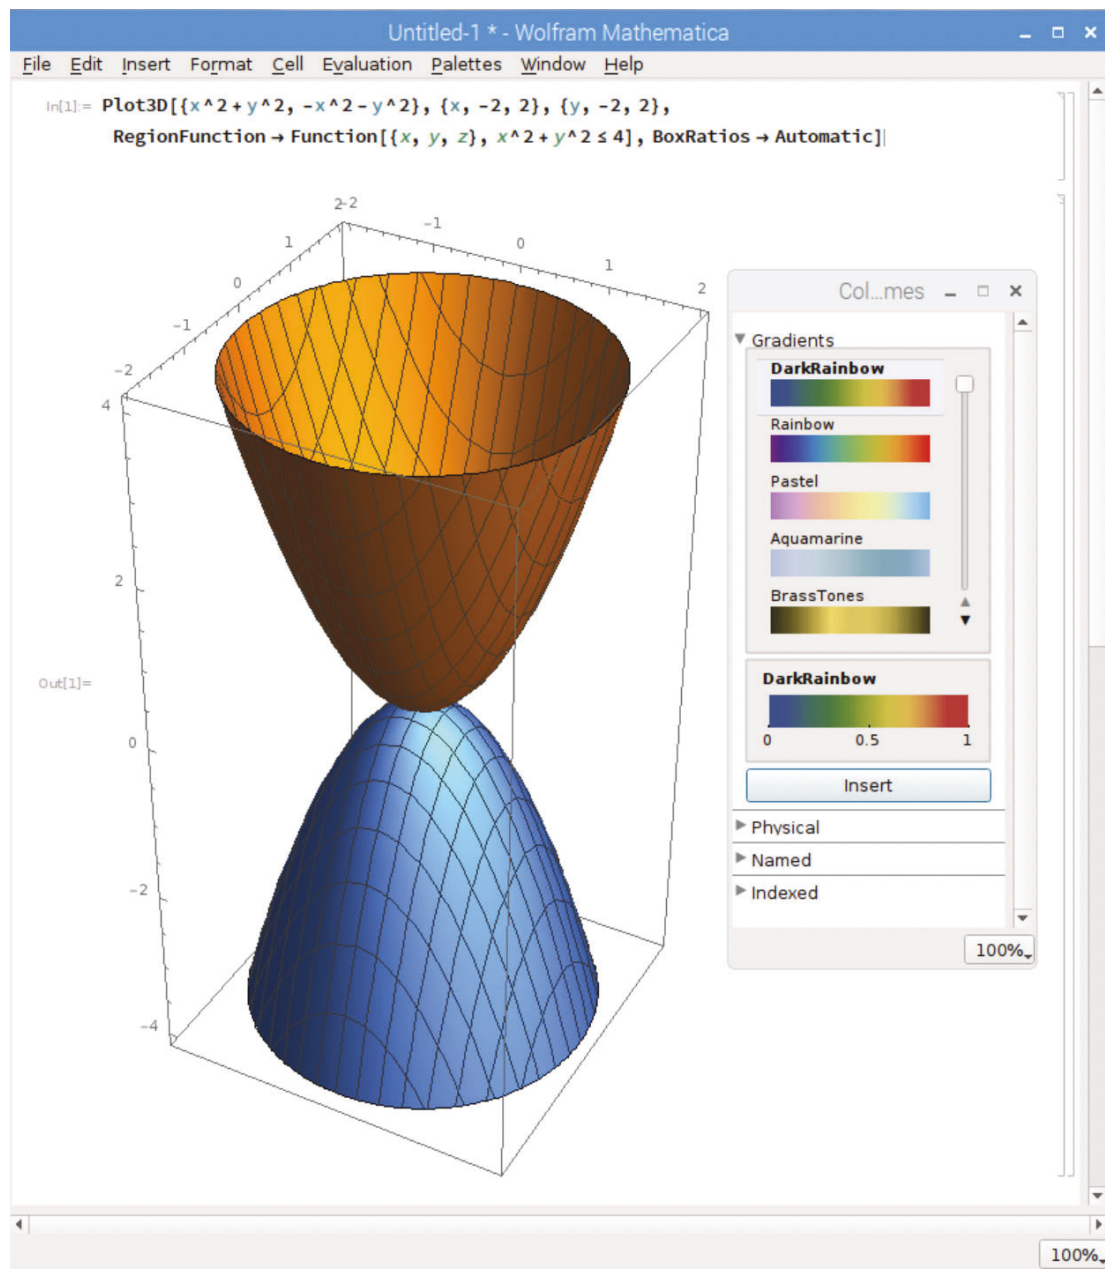 Untitled-1 * - Wolfram Mathematica
File Edit Insert Format Cell Evaluation Palettes Window Help
In[1]:= Plot3D[{x^2+y^2, -x^2-y^2}, {x, -2, 2}, {y, -2, 2},
RegionFunction → Function[{x, y, z}, x^2+y^2 ≤ 4], BoxRatios → Automatic]
2 -2
-1
0
1
2
1
0
-1
-2
4
2
0
-2
-4
Out[1]=
Col...mes
Gradients
DarkRainbow
Rainbow
Pastel
Aquamarine
BrassTones
DarkRainbow
0 0.5 1
Insert
Physical
Named
Indexed
100%
100%